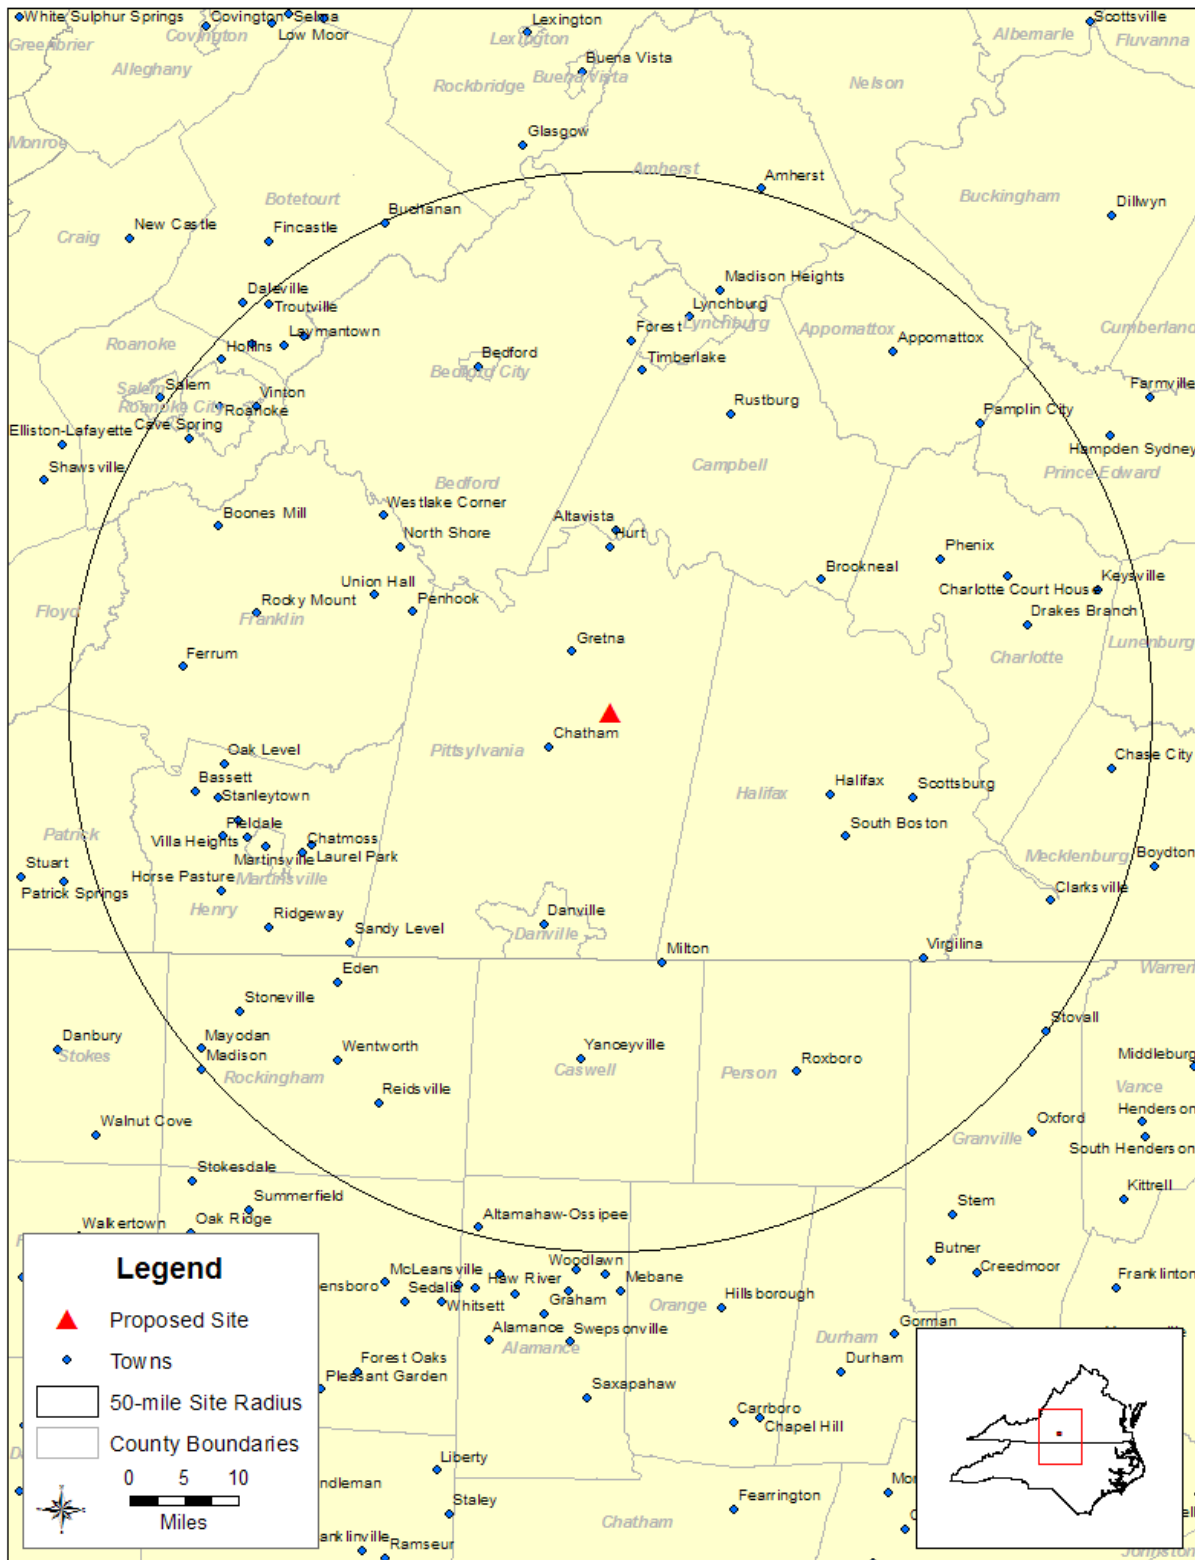 White Sulphur Springs
Covington
Selma
Low Moor
Lexington
Scottsville
Greenbrier
Covington
Lexington
Albemarle
Fluvanna
Alleghany
Buena Vista
Buena Vista
Rockbridge
Nelson
Monroe
Glasgow
Amherst
Amherst
Botetourt
Buckingham
Buchanan
Dillwyn
New Castle
Fincastle
Craig
Madison Heights
Daleville
Troutville
Lynchburg
Lynchburg
Forest
Laymantown
Appomattox
Appomattox
Cumberland
Roanoke
Hollins
Bedford
Bedford City
Timberlake
Salem
Salem
Vinton
Farmville
Roanoke City
Roanoke
Rustburg
Pamplin City
Elliston-Lafayette
Cave Spring
Hampden Sydney
Shawsville
Campbell
Prince Edward
Bedford
Westlake Corner
Boones Mill
Altavista
Hurt
North Shore
Phenix
Union Hall
Brookneal
Charlotte Court House
Keysville
Rocky Mount
Penhook
Drakes Branch
Floyd
Franklin
Gretna
Lunenburg
Ferrum
Charlotte
Chatham
Oak Level
Pittsylvania
Chase City
Bassett
Stanleytown
Halifax
Halifax
Scottsburg
Patrick
Fieldale
Villa Heights
Chatmoss
South Boston
Martinsville
Laurel Park
Mecklenburg
Boydton
Stuart
Patrick Springs
Horse Pasture
Martinsville
Clarksville
Henry
Ridgeway
Danville
Danville
Sandy Level
Milton
Virgilina
Eden
Warren
Stoneville
Stovall
Danbury
Stokes
Mayodan
Madison
Wentworth
Yanceyville
Rockingham
Caswell
Person
Roxboro
Middleburg
Vance
Reidsville
Walnut Cove
Oxford
Henderson
Granville
South Henderson
Stokesdale
Summerfield
Stem
Kittrell
Walkertown
Oak Ridge
Altamahaw-Ossipee
Butner
Creedmoor
Franklinton
ensboro
McLeansville
Woodlawn
Sedalia
Haw River
Mebane
Whitsett
Graham
Orange
Hillsborough
Alamance
Alamance
Swepsonville
Durham
Gorman
Durham
Forest Oaks
Pleasant Garden
Saxapahaw
Carrboro
Chapel Hill
Liberty
ndleman
Staley
Fearrington
Chatham
anklinville
Ramseur
Johnston
Legend
Proposed Site
Towns
50-mile Site Radius
County Boundaries
0 5 10
Miles